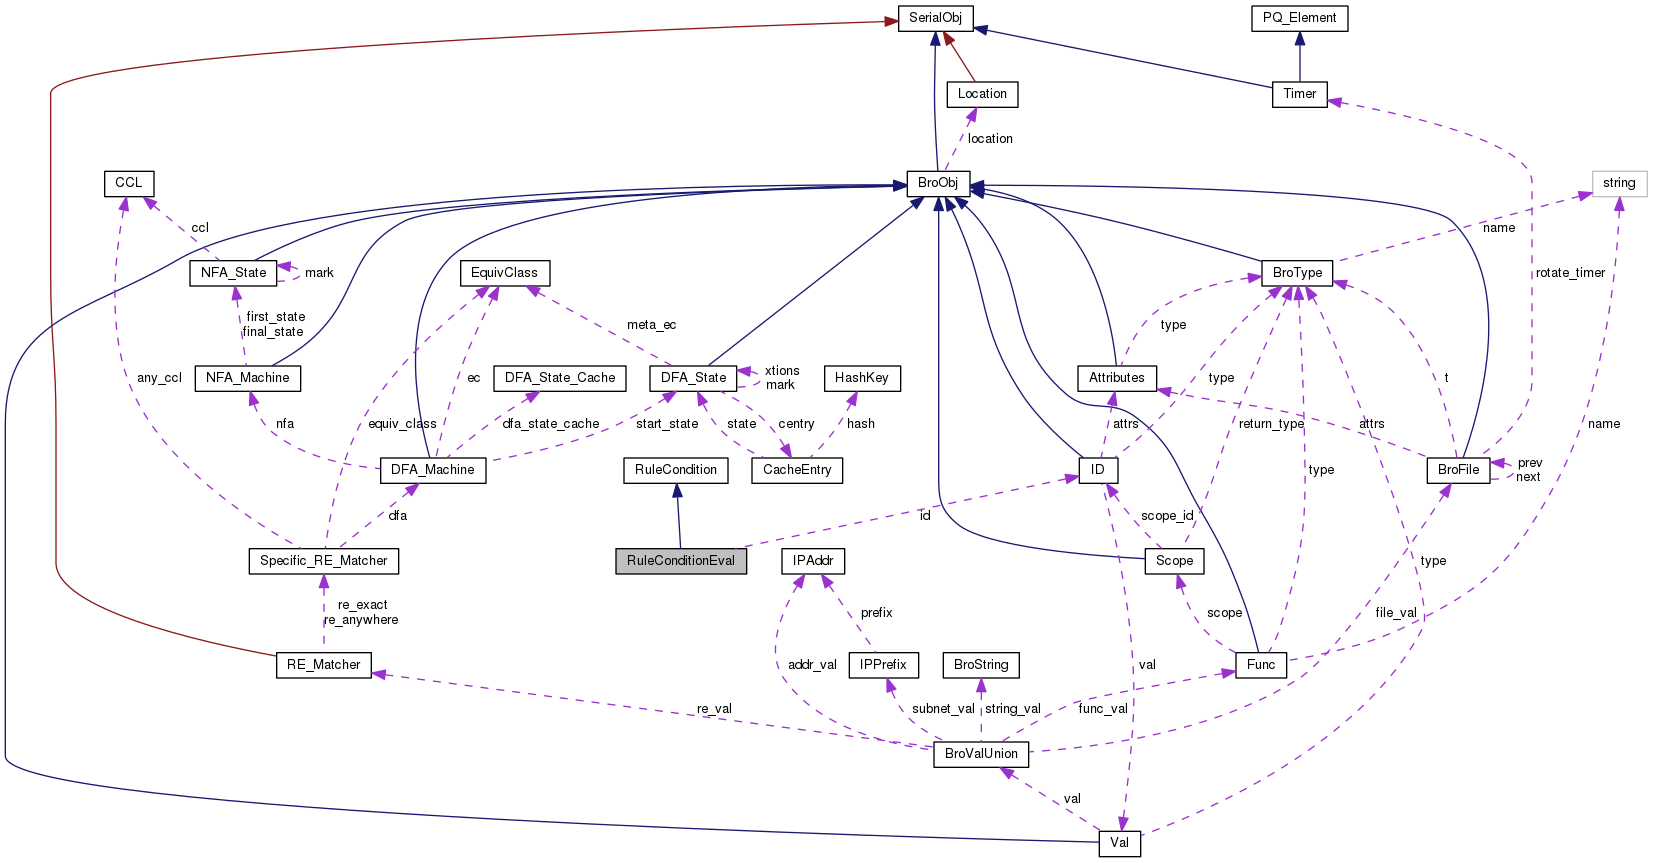 SerialObj
PQ_Element
Location
Timer
location
CCL
BroObj
string
ccl
name
NFA_State
mark
EquivClass
BroType
rotate_timer
first_state
final_state
meta_ec
type
NFA_Machine
any_ccl
ec
DFA_State_Cache
DFA_State
xtions
mark
HashKey
Attributes
type
t
nfa
equiv_class
dfa_state_cache
start_state
state
centry
hash
attrs
return_type
attrs
name
DFA_Machine
RuleCondition
CacheEntry
ID
type
BroFile
prev
next
dfa
id
scope_id
Specific_RE_Matcher
RuleConditionEval
IPAddr
Scope
type
re_exact
re_anywhere
prefix
scope
file_val
RE_Matcher
addr_val
IPPrefix
BroString
val
Func
re_val
subnet_val
string_val
func_val
BroValUnion
val
Val